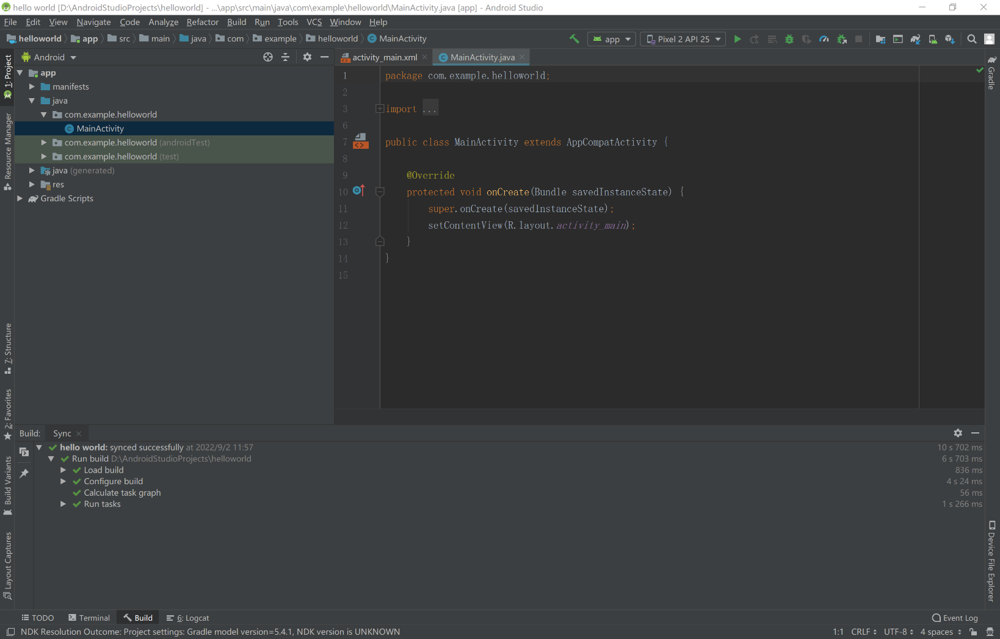 hello world [D:\AndroidStudioProjects\helloworld] - ...\app\src\main\java\com\example\helloworld\MainActivity.java [app] - Android Studio
File Edit View Navigate Code Analyze Refactor Build Run Tools VCS Window Help
helloworld app src main java com example helloworld MainActivity
app Pixel 2 API 25
Android
activity_main.xml MainActivity.java
1: Project
Resource Manager
7: Structure
2: Favorites
Build Variants
Layout Captures
app
manifests
java
com.example.helloworld
MainActivity
com.example.helloworld (androidTest)
com.example.helloworld (test)
java (generated)
res
Gradle Scripts
1 package com.example.helloworld;
2
3 import ...
6
7 public class MainActivity extends AppCompatActivity {
8
9 @Override
10 protected void onCreate(Bundle savedInstanceState) {
11 super.onCreate(savedInstanceState);
12 setContentView(R.layout.activity_main);
13 }
14 }
15
Gradle
Device File Explorer
Build: Sync
hello world: synced successfully at 2022/9/2 11:57 10 s 702 ms
Run build D:\AndroidStudioProjects\helloworld 6 s 703 ms
Load build 836 ms
Configure build 4 s 24 ms
Calculate task graph 56 ms
Run tasks 1 s 266 ms
TODO Terminal Build 6: Logcat Event Log
NDK Resolution Outcome: Project settings: Gradle model version=5.4.1, NDK version is UNKNOWN 1:1 CRLF UTF-8 4 spaces